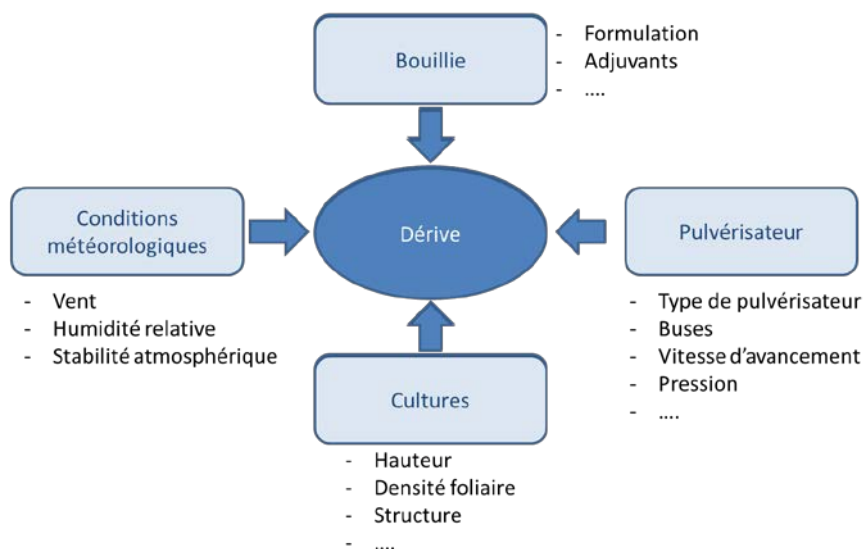 Bouillie
- Formulation
- Adjuvants
- ....
Conditions
météorologiques
- Vent
- Humidité relative
- Stabilité atmosphérique
Dérive
Pulvérisateur
- Type de pulvérisateur
- Buses
- Vitesse d'avancement
- Pression
- ....
Cultures
- Hauteur
- Densité foliaire
- Structure
- ....